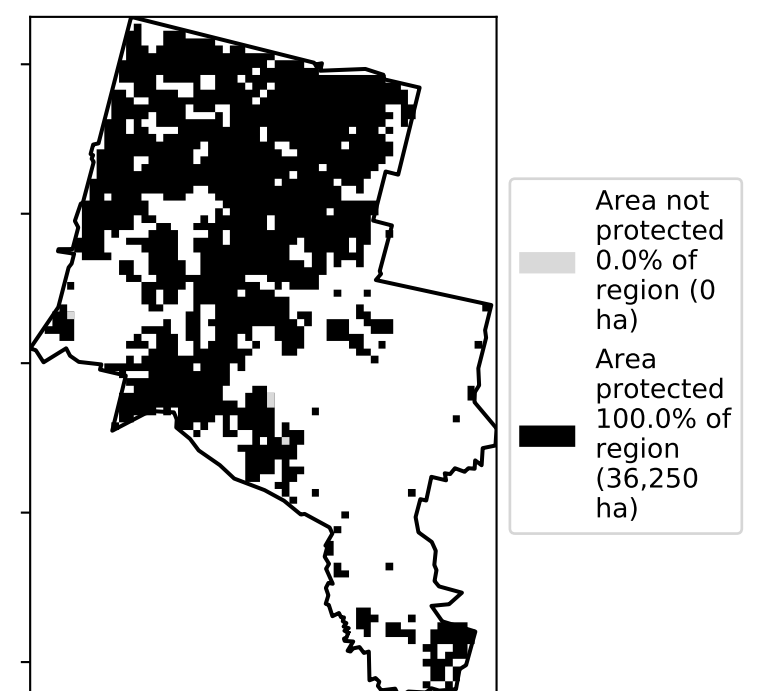 Area not
protected
0.0% of
region (0
ha)
Area
protected
100.0% of
region
(36,250
ha)